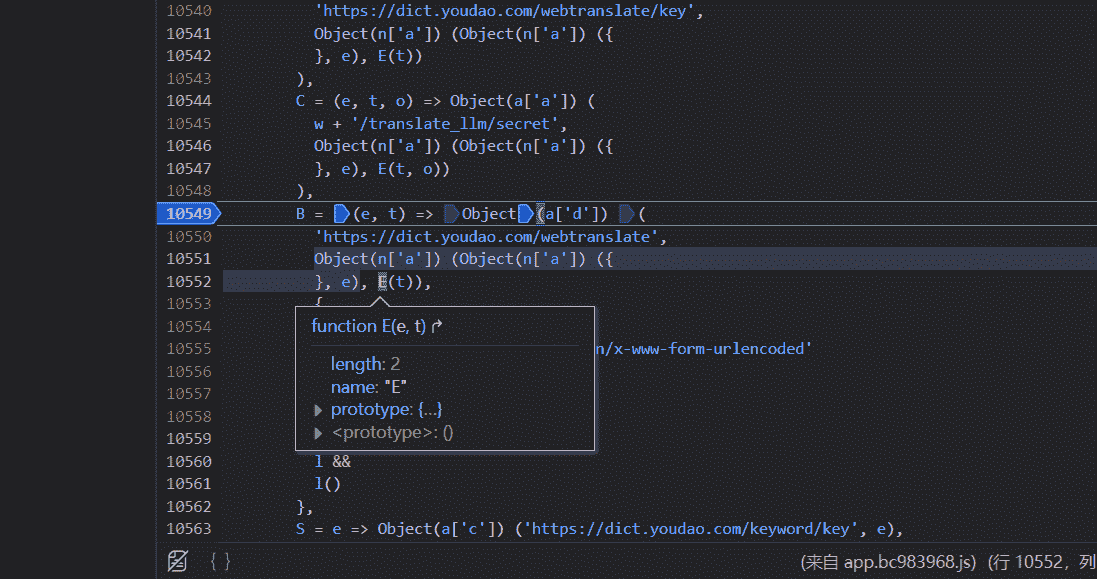 10540 'https://dict.youdao.com/webtranslate/key',
10541 Object(n['a']) (Object(n['a']) ({
10542 }, e), E(t))
10543 ),
10544 C = (e, t, o) => Object(a['a']) (
10545 w + '/translate_llm/secret',
10546 Object(n['a']) (Object(n['a']) ({
10547 }, e), E(t, o))
10548 ),
10549 B = (e, t) => Object(a['d']) (
10550 'https://dict.youdao.com/webtranslate',
10551 Object(n['a']) (Object(n['a']) ({
10552 }, e), E(t)),
10553 {
10554
function E(e, t)
10555 n/x-www-form-urlencoded'
10556
length: 2
10557
name: "E"
10558
prototype: {…}
10559
<prototype>: ()
10560 l &&
10561 l()
10562 },
10563 S = e => Object(a['c']) ('https://dict.youdao.com/keyword/key', e),
{ } (来自 app.bc983968.js) (行 10552, 列